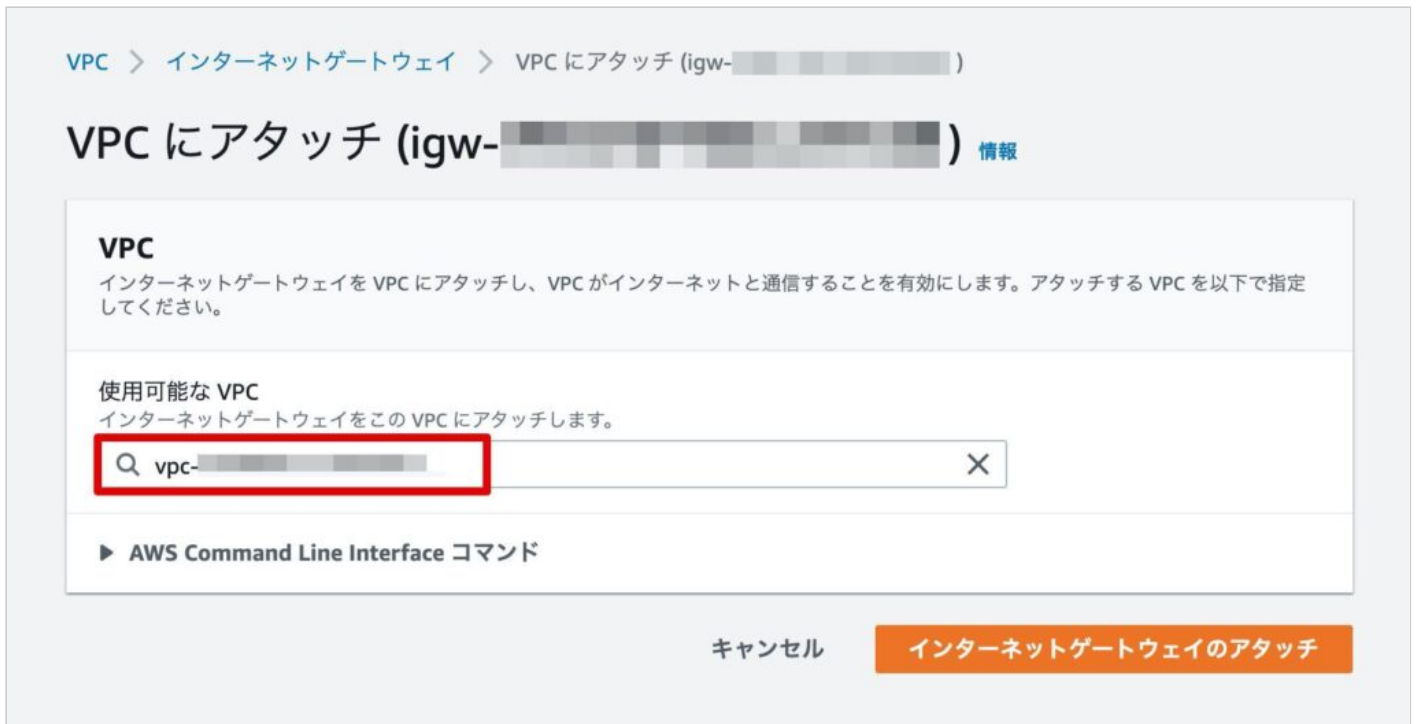 VPC > インターネットゲートウェイ > VPC にアタッチ (igw- )
VPC にアタッチ (igw- ) 情報
VPC
インターネットゲートウェイを VPC にアタッチし、VPC がインターネットと通信することを有効にします。アタッチする VPC を以下で指定
してください。
使用可能な VPC
インターネットゲートウェイをこの VPC にアタッチします。
vpc-
AWS Command Line Interface コマンド
キャンセル
インターネットゲートウェイのアタッチ